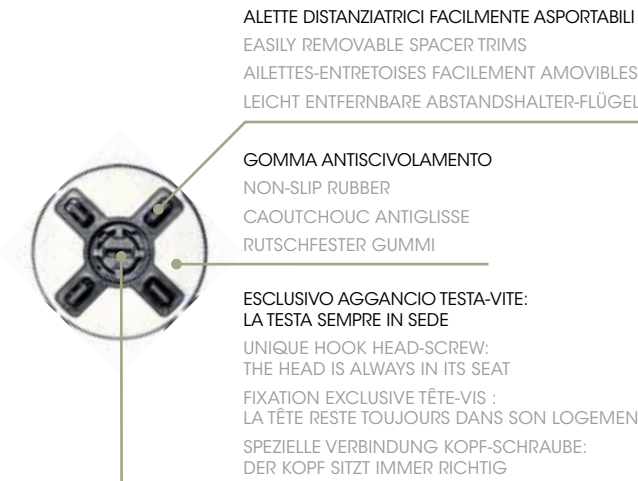 ALETTE DISTANZIATRICI FACILMENTE ASPORTABILI
EASILY REMOVABLE SPACER TRIMS
AILETTES-ENTRETOISES FACILEMENT AMOVIBLES
LEICHT ENTFERNBARE ABSTANDSHALTER-FLÜGEL
GOMMA ANTISCIVOLAMENTO
NON-SLIP RUBBER
CAOUTCHOUC ANTIGLISSE
RUTSCHFESTER GUMMI
ESCLUSIVO AGGANCIO TESTA-VITE:
LA TESTA SEMPRE IN SEDE
UNIQUE HOOK HEAD-SCREW:
THE HEAD IS ALWAYS IN ITS SEAT
FIXATION EXCLUSIVE TÊTE-VIS :
LA TÊTE RESTE TOUJOURS DANS SON LOGEMEN
SPEZIELLE VERBINDUNG KOPF-SCHRAUBE:
DER KOPF SITZT IMMER RICHTIG